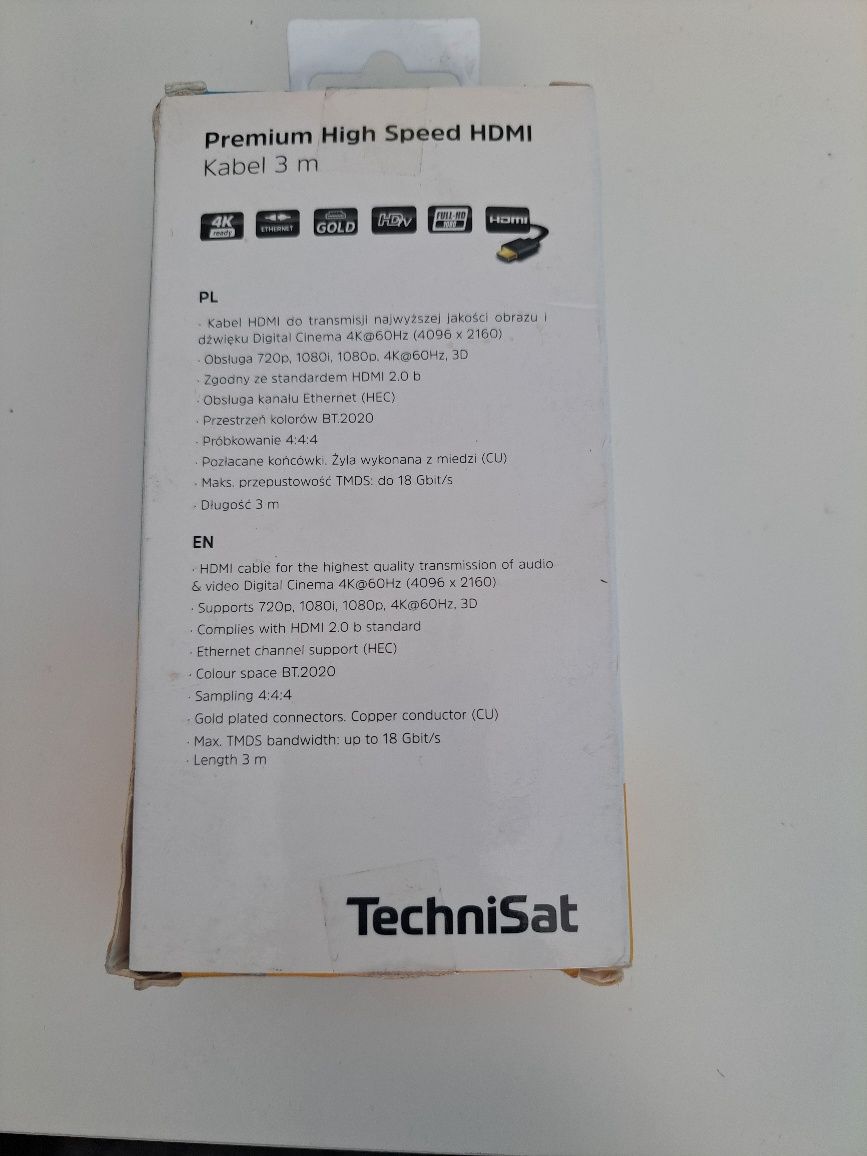 Premium High Speed HDMI
Kabel 3 m
4K ready
ETHERNET
GOLD
HDTV
FULL-HD 1080
HDMI
PL
· Kabel HDMI do transmisji najwyższej jakości obrazu i
dźwięku Digital Cinema 4K@60Hz (4096 x 2160)
· Obsługa 720p, 1080i, 1080p, 4K@60Hz, 3D
· Zgodny ze standardem HDMI 2.0 b
· Obsługa kanału Ethernet (HEC)
· Przestrzeń kolorów BT.2020
· Próbkowanie 4:4:4
· Pozłacane końcówki. Żyła wykonana z miedzi (CU)
· Maks. przepustowość TMDS: do 18 Gbit/s
· Długość 3 m
EN
· HDMI cable for the highest quality transmission of audio
& video Digital Cinema 4K@60Hz (4096 x 2160)
· Supports 720p, 1080i, 1080p, 4K@60Hz, 3D
· Complies with HDMI 2.0 b standard
· Ethernet channel support (HEC)
· Colour space BT.2020
· Sampling 4:4:4
· Gold plated connectors. Copper conductor (CU)
· Max. TMDS bandwidth: up to 18 Gbit/s
· Length 3 m
TechniSat